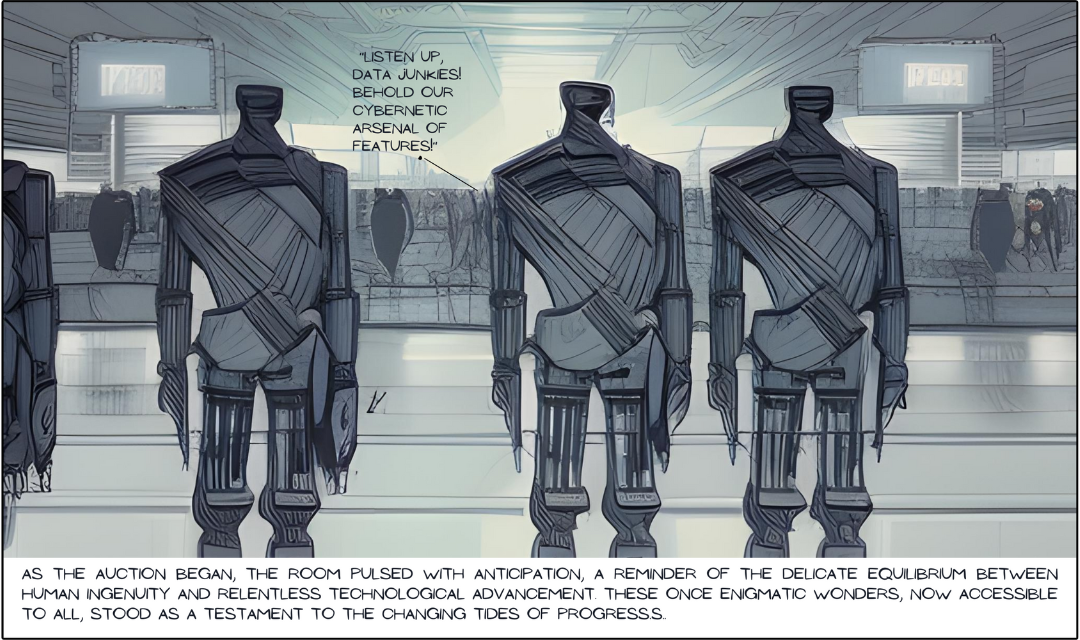 "LISTEN UP,
DATA JUNKIES!
BEHOLD OUR
CYBERNETIC
ARSENAL OF
FEATURES!"
AS THE AUCTION BEGAN, THE ROOM PULSED WITH ANTICIPATION, A REMINDER OF THE DELICATE EQUILIBRIUM BETWEEN
HUMAN INGENUITY AND RELENTLESS TECHNOLOGICAL ADVANCEMENT. THESE ONCE ENIGMATIC WONDERS, NOW ACCESSIBLE
TO ALL, STOOD AS A TESTAMENT TO THE CHANGING TIDES OF PROGRESS.S..